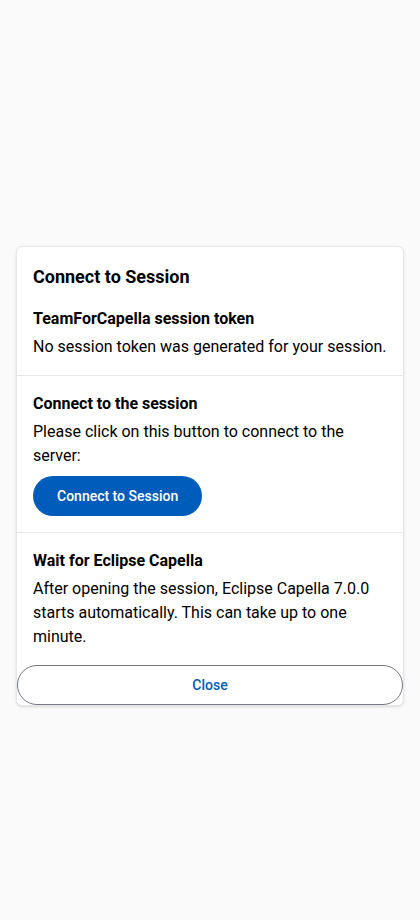 Connect to Session
TeamForCapella session token
No session token was generated for your session.
Connect to the session
Please click on this button to connect to the
server:
Connect to Session
Wait for Eclipse Capella
After opening the session, Eclipse Capella 7.0.0
starts automatically. This can take up to one
minute.
Close